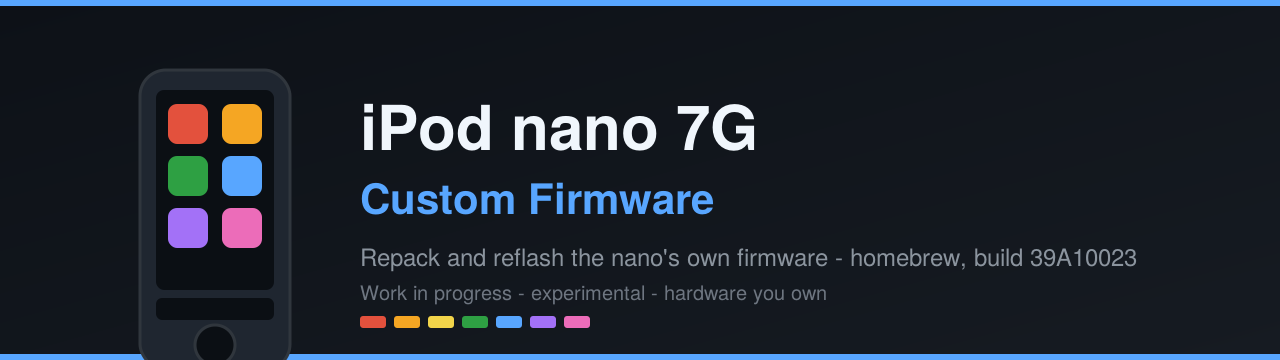 iPod nano 7G
Custom Firmware
Repack and reflash the nano's own firmware - homebrew, build 39A10023
Work in progress - experimental - hardware you own